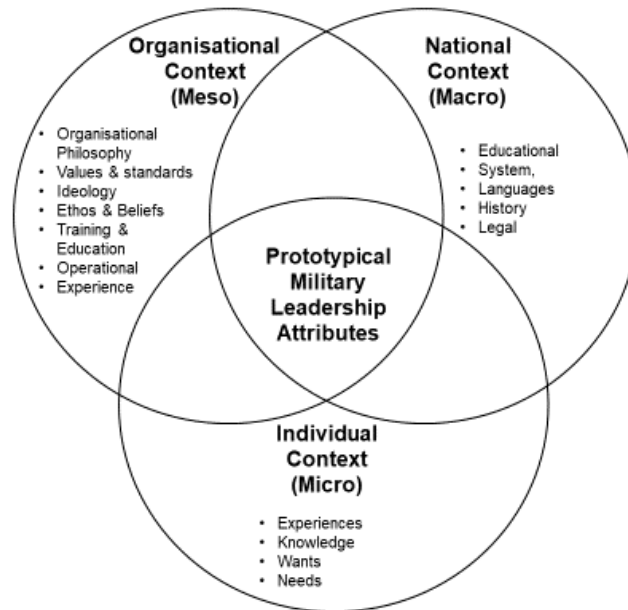 Organisational
Context
(Meso)
• Organisational
Philosophy
• Values & standards
• Ideology
• Ethos & Beliefs
• Training &
Education
• Operational
• Experience
National
Context
(Macro)
• Educational
• System,
• Languages
• History
• Legal
Prototypical
Military
Leadership
Attributes
Individual
Context
(Micro)
• Experiences
• Knowledge
• Wants
• Needs